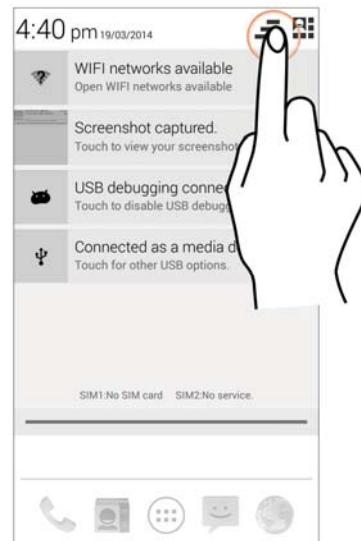 4:40 pm 19/03/2014
WIFI networks available
Open WIFI networks available
Screenshot captured.
Touch to view your screenshot
USB debugging
Touch to disable USB
Connected as a media
Touch for other USB options.
SIM1:No SIM card SIM2:No service.